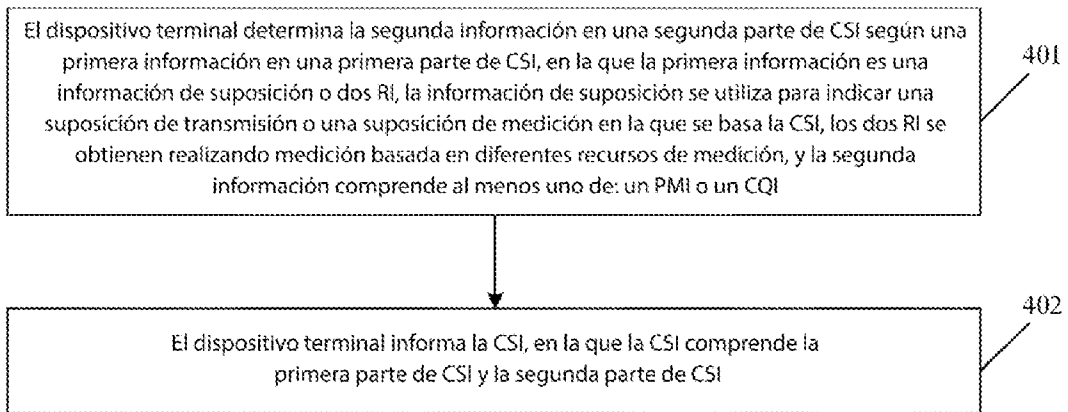 El dispositivo terminal determina la segunda información en una segunda parte de CSI según una
primera información en una primera parte de CSI, en la que la primera información es una
información de suposición o dos RI, la información de suposición se utiliza para indicar una
suposición de transmisión o una suposición de medición en la que se basa la CSI, los dos RI se
obtienen realizando medición basada en diferentes recursos de medición, y la segunda
información comprende al menos uno de: un PMI o un CQI
401
El dispositivo terminal informa la CSI, en la que la CSI comprende la
primera parte de CSI y la segunda parte de CSI
402